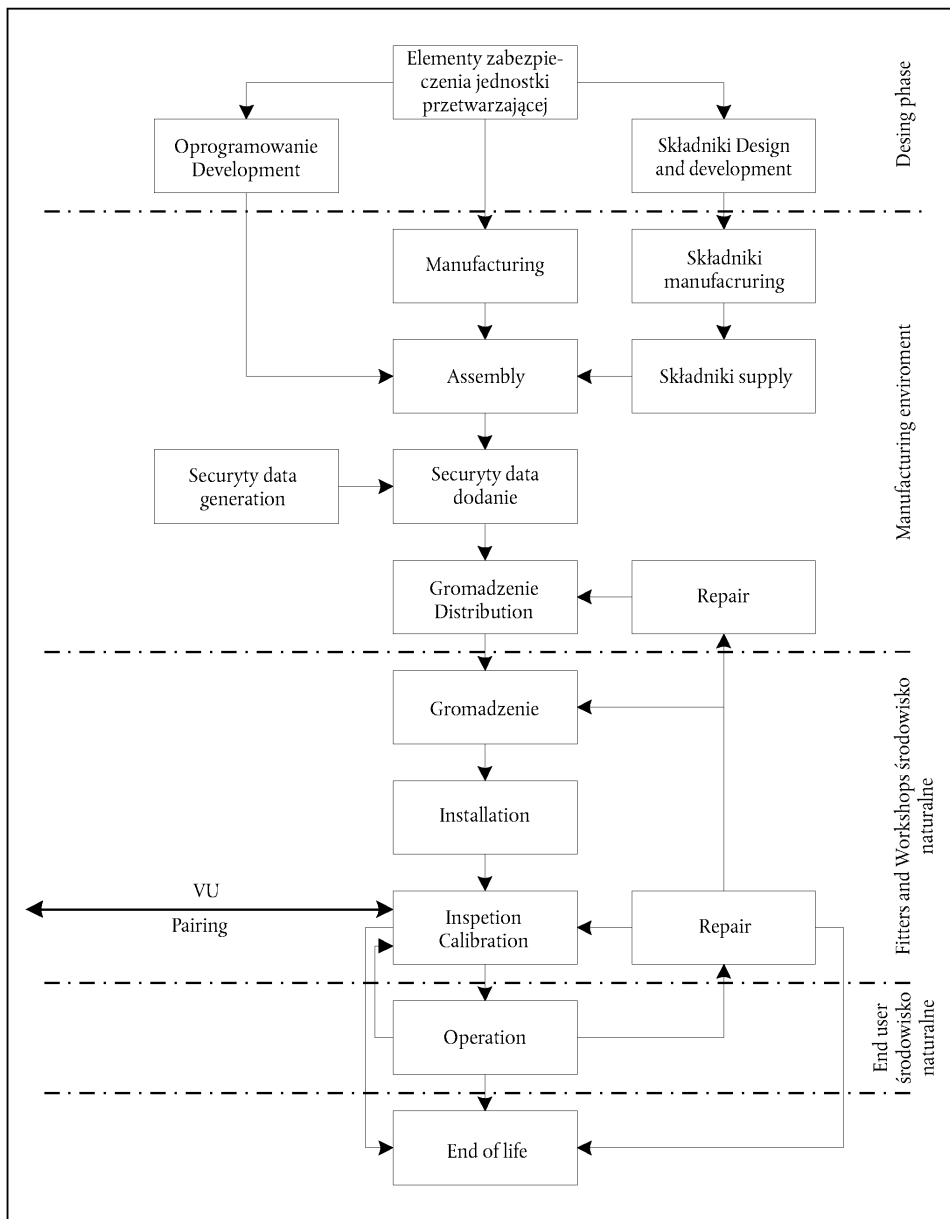 Elementy zabezpie-
czenia jednostki
przetwarzającej
Oprogramowanie
Development
Składniki Design
and development
Desing phase
Manufacturing
Składniki
manufacruring
Assembly
Składniki supply
Securyty data
generation
Securyty data
dodanie
Manufacturing enviroment
Gromadzenie
Distribution
Repair
Gromadzenie
Installation
Fitters and Workshops środowisko
naturalne
VU
Pairing
Inspetion
Calibration
Repair
Operation
End user
środowisko
naturalne
End of life